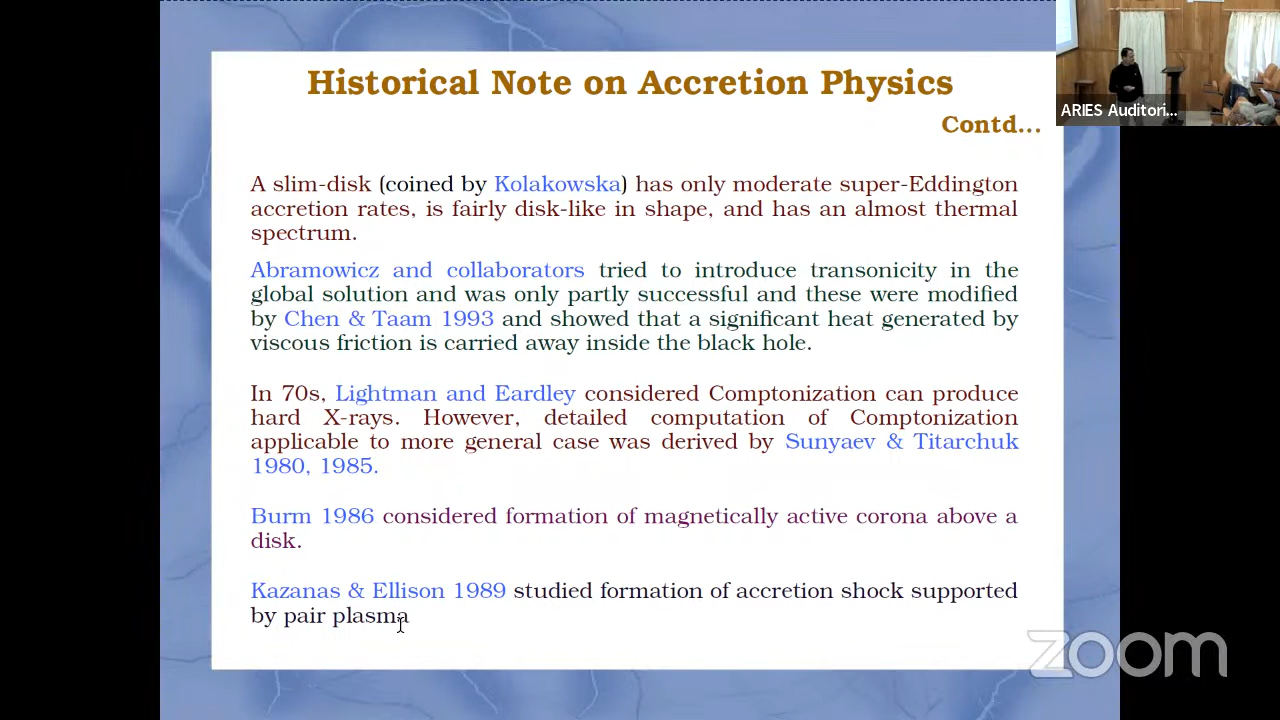 Historical Note on Accretion Physics
Contd...
ARIES Auditori...
A slim-disk (coined by Kolakowska) has only moderate super-Eddington
accretion rates, is fairly disk-like in shape, and has an almost thermal
spectrum.
Abramowicz and collaborators tried to introduce transonicity in the
global solution and was only partly successful and these were modified
by Chen & Taam 1993 and showed that a significant heat generated by
viscous friction is carried away inside the black hole.
In 70s, Lightman and Eardley considered Comptonization can produce
hard X-rays. However, detailed computation of Comptonization
applicable to more general case was derived by Sunyaev & Titarchuk
1980, 1985.
Burm 1986 considered formation of magnetically active corona above a
disk.
Kazanas & Ellison 1989 studied formation of accretion shock supported
by pair plasma
zoom